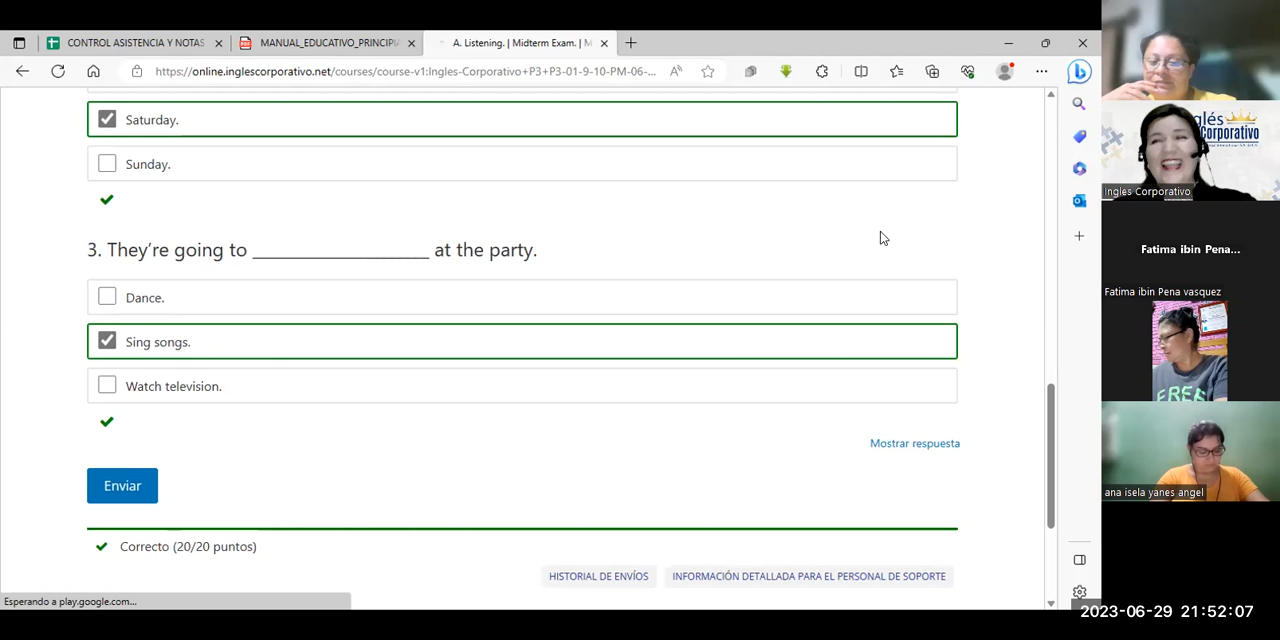 CONTROL ASISTENCIA Y NOTAS
MANUAL_EDUCATIVO_PRINCIPI
A. Listening. | Midterm Exam. | M
https://online.inglescorporativo.net/courses/course-v1:Ingles-Corporativo+P3+P3-01-9-10-PM-06-...
Saturday.
Sunday.
3. They're going to ____________________ at the party.
Dance.
Sing songs.
Watch television.
Mostrar respuesta
Enviar
Correcto (20/20 puntos)
HISTORIAL DE ENVÍOS
INFORMACIÓN DETALLADA PARA EL PERSONAL DE SOPORTE
Esperando a play.google.com...
Inglés
Corporativo
Ingles Corporativo
Fatima ibin Pena...
Fatima ibin Pena vasquez
FREE
ana isela yanes angel
2023-06-29 21:52:07